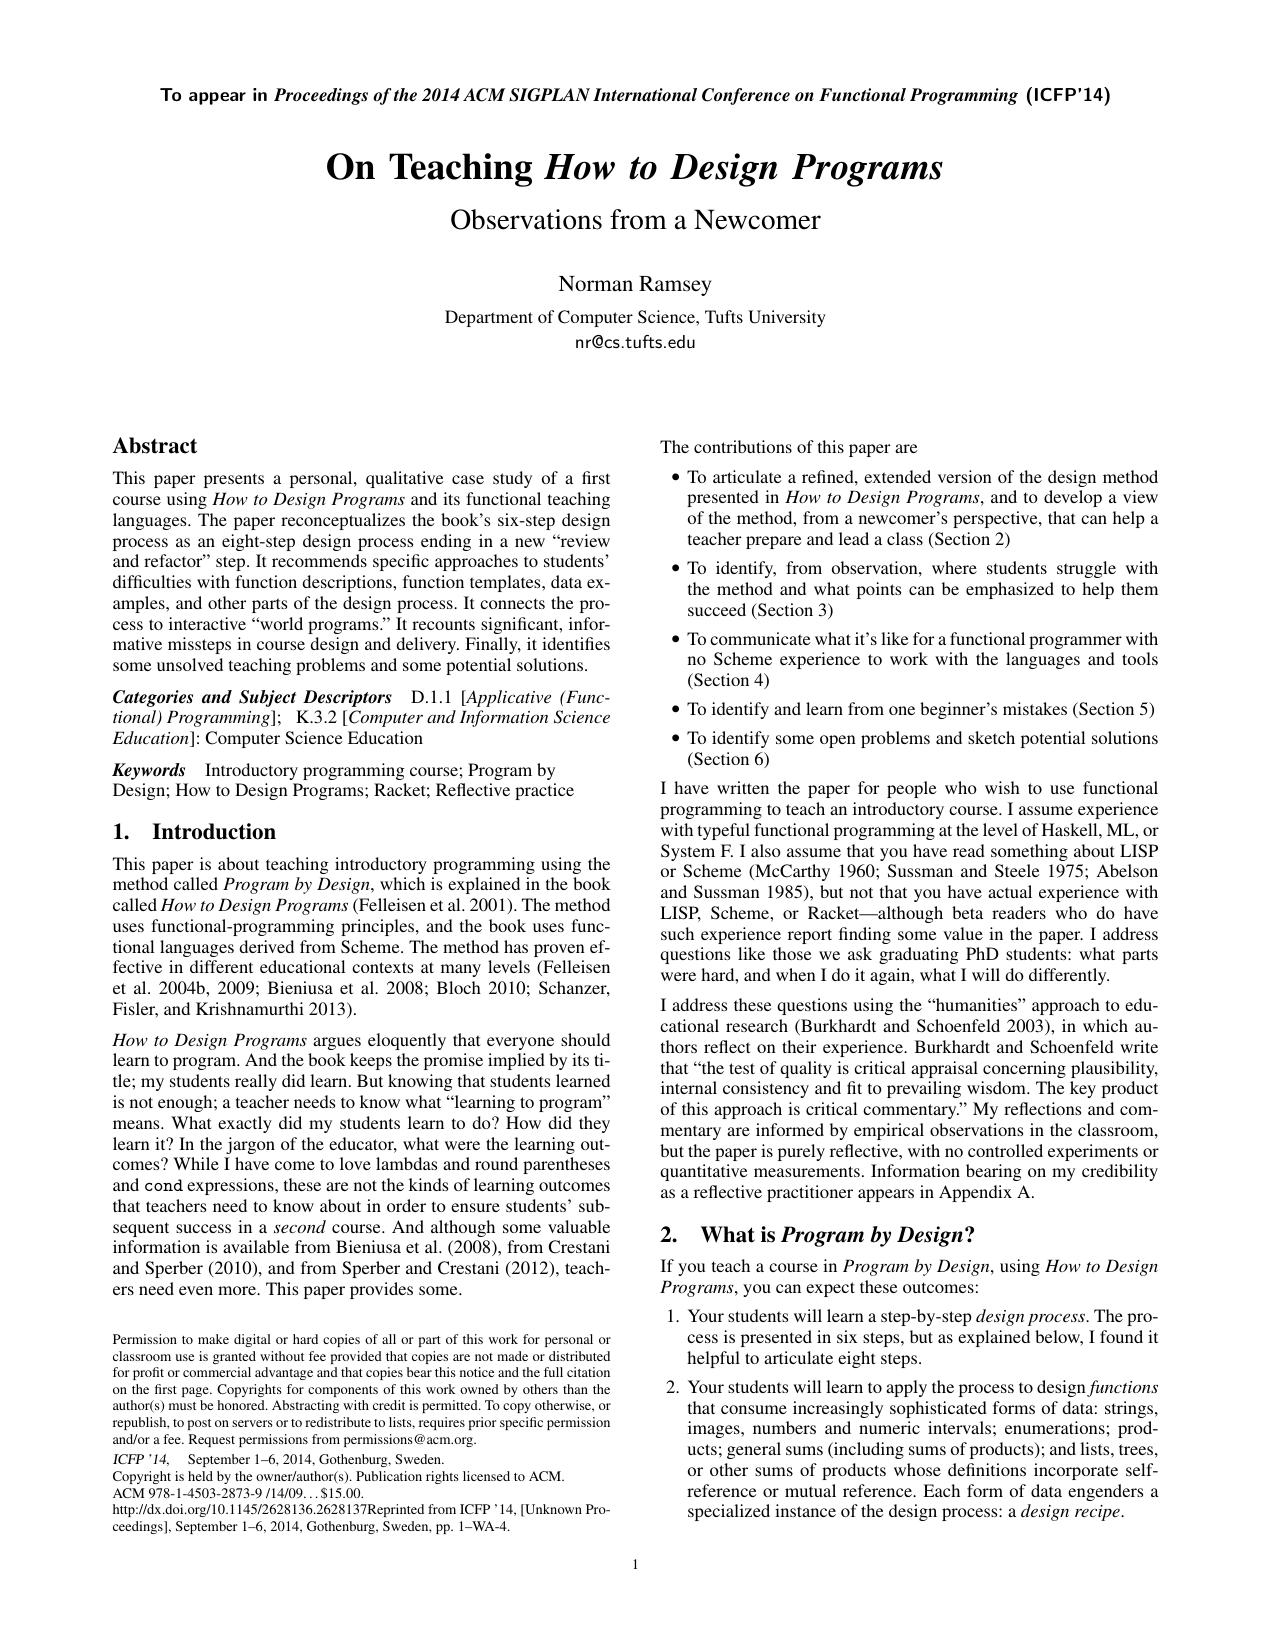 To appear in Proceedings of the 2014 ACM SIGPLAN International Conference on Functional Programming (ICFP'14)
On Teaching How to Design Programs
Observations from a Newcomer
Norman Ramsey
Department of Computer Science, Tufts University
nr@cs.tufts.edu
Abstract
This paper presents a personal, qualitative case study of a first
course using How to Design Programs and its functional teaching
languages. The paper reconceptualizes the book's six-step design
process as an eight-step design process ending in a new “review
and refactor” step. It recommends specific approaches to students'
difficulties with function descriptions, function templates, data ex-
amples, and other parts of the design process. It connects the pro-
cess to interactive “world programs.” It recounts significant, infor-
mative missteps in course design and delivery. Finally, it identifies
some unsolved teaching problems and some potential solutions.
Categories and Subject Descriptors D.1.1 [Applicative (Func-
tional) Programming]; K.3.2 [Computer and Information Science
Education]: Computer Science Education
Keywords Introductory programming course; Program by
Design; How to Design Programs; Racket; Reflective practice
1. Introduction
This paper is about teaching introductory programming using the
method called Program by Design, which is explained in the book
called How to Design Programs (Felleisen et al. 2001). The method
uses functional-programming principles, and the book uses func-
tional languages derived from Scheme. The method has proven ef-
fective in different educational contexts at many levels (Felleisen
et al. 2004b, 2009; Bieniusa et al. 2008; Bloch 2010; Schanzer,
Fisler, and Krishnamurthi 2013).
How to Design Programs argues eloquently that everyone should
learn to program. And the book keeps the promise implied by its ti-
tle; my students really did learn. But knowing that students learned
is not enough; a teacher needs to know what “learning to program”
means. What exactly did my students learn to do? How did they
learn it? In the jargon of the educator, what were the learning out-
comes? While I have come to love lambdas and round parentheses
and cond expressions, these are not the kinds of learning outcomes
that teachers need to know about in order to ensure students' sub-
sequent success in a second course. And although some valuable
information is available from Bieniusa et al. (2008), from Crestani
and Sperber (2010), and from Sperber and Crestani (2012), teach-
ers need even more. This paper provides some.
Permission to make digital or hard copies of all or part of this work for personal or
classroom use is granted without fee provided that copies are not made or distributed
for profit or commercial advantage and that copies bear this notice and the full citation
on the first page. Copyrights for components of this work owned by others than the
author(s) must be honored. Abstracting with credit is permitted. To copy otherwise, or
republish, to post on servers or to redistribute to lists, requires prior specific permission
and/or a fee. Request permissions from permissions@acm.org.
ICFP '14, September 1–6, 2014, Gothenburg, Sweden.
Copyright is held by the owner/author(s). Publication rights licensed to ACM.
ACM 978-1-4503-2873-9 /14/09…$15.00.
http://dx.doi.org/10.1145/2628136.2628137Reprinted from ICFP '14, [Unknown Pro-
ceedings], September 1–6, 2014, Gothenburg, Sweden, pp. 1–WA-4.
The contributions of this paper are
• To articulate a refined, extended version of the design method
presented in How to Design Programs, and to develop a view
of the method, from a newcomer's perspective, that can help a
teacher prepare and lead a class (Section 2)
• To identify, from observation, where students struggle with
the method and what points can be emphasized to help them
succeed (Section 3)
• To communicate what it's like for a functional programmer with
no Scheme experience to work with the languages and tools
(Section 4)
• To identify and learn from one beginner's mistakes (Section 5)
• To identify some open problems and sketch potential solutions
(Section 6)
I have written the paper for people who wish to use functional
programming to teach an introductory course. I assume experience
with typeful functional programming at the level of Haskell, ML, or
System F. I also assume that you have read something about LISP
or Scheme (McCarthy 1960; Sussman and Steele 1975; Abelson
and Sussman 1985), but not that you have actual experience with
LISP, Scheme, or Racket—although beta readers who do have
such experience report finding some value in the paper. I address
questions like those we ask graduating PhD students: what parts
were hard, and when I do it again, what I will do differently.
I address these questions using the “humanities” approach to edu-
cational research (Burkhardt and Schoenfeld 2003), in which au-
thors reflect on their experience. Burkhardt and Schoenfeld write
that “the test of quality is critical appraisal concerning plausibility,
internal consistency and fit to prevailing wisdom. The key product
of this approach is critical commentary.” My reflections and com-
mentary are informed by empirical observations in the classroom,
but the paper is purely reflective, with no controlled experiments or
quantitative measurements. Information bearing on my credibility
as a reflective practitioner appears in Appendix A.
2. What is Program by Design?
If you teach a course in Program by Design, using How to Design
Programs, you can expect these outcomes:
1. Your students will learn a step-by-step design process. The pro-
cess is presented in six steps, but as explained below, I found it
helpful to articulate eight steps.
2. Your students will learn to apply the process to design functions
that consume increasingly sophisticated forms of data: strings,
images, numbers and numeric intervals; enumerations; prod-
ucts; general sums (including sums of products); and lists, trees,
or other sums of products whose definitions incorporate self-
reference or mutual reference. Each form of data engenders a
specialized instance of the design process: a design recipe.
1